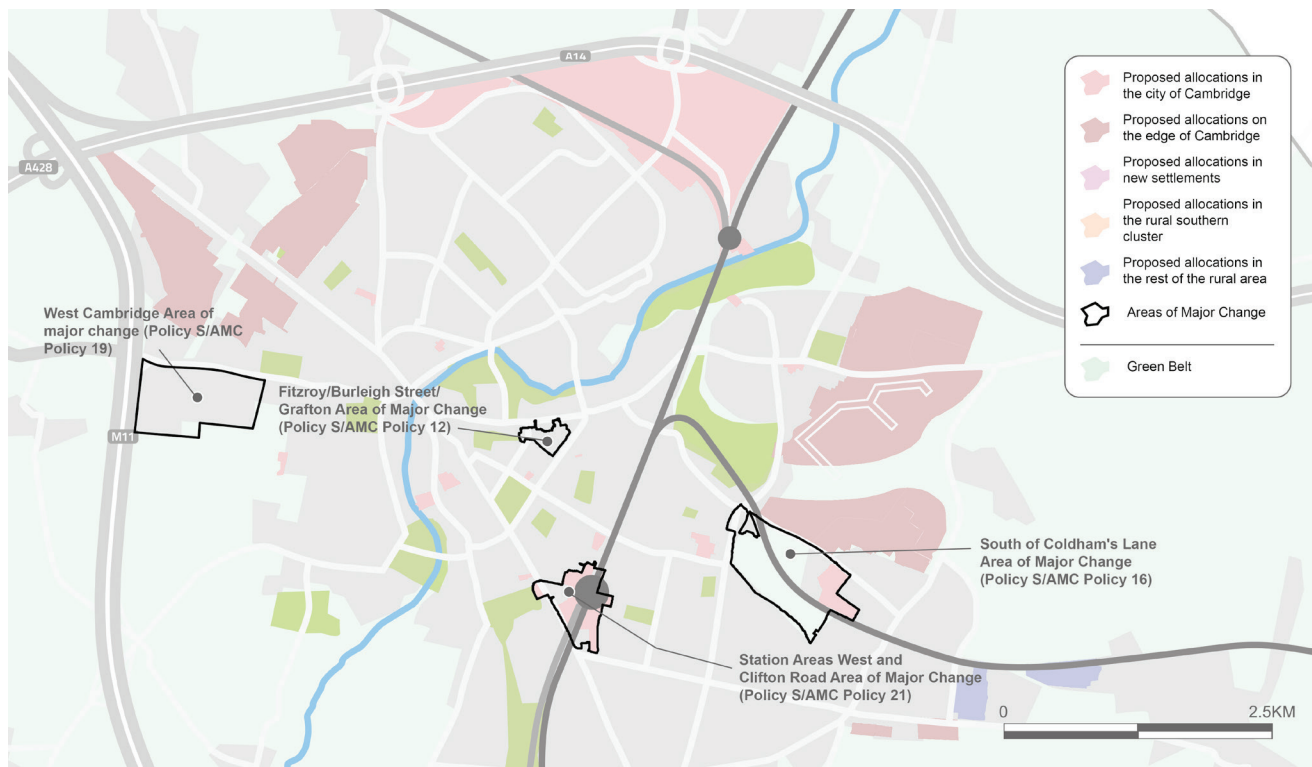 A14
A428
M11
West Cambridge Area of
major change (Policy S/AMC
Policy 19)
Fitzroy/Burleigh Street/
Grafton Area of Major Change
(Policy S/AMC Policy 12)
South of Coldham's Lane
Area of Major Change
(Policy S/AMC Policy 16)
Station Areas West and
Clifton Road Area of Major Change
(Policy S/AMC Policy 21)
Proposed allocations in
the city of Cambridge
Proposed allocations on
the edge of Cambridge
Proposed allocations in
new settlements
Proposed allocations in
the rural southern
cluster
Proposed allocations in
the rest of the rural area
Areas of Major Change
Green Belt
0
2.5KM